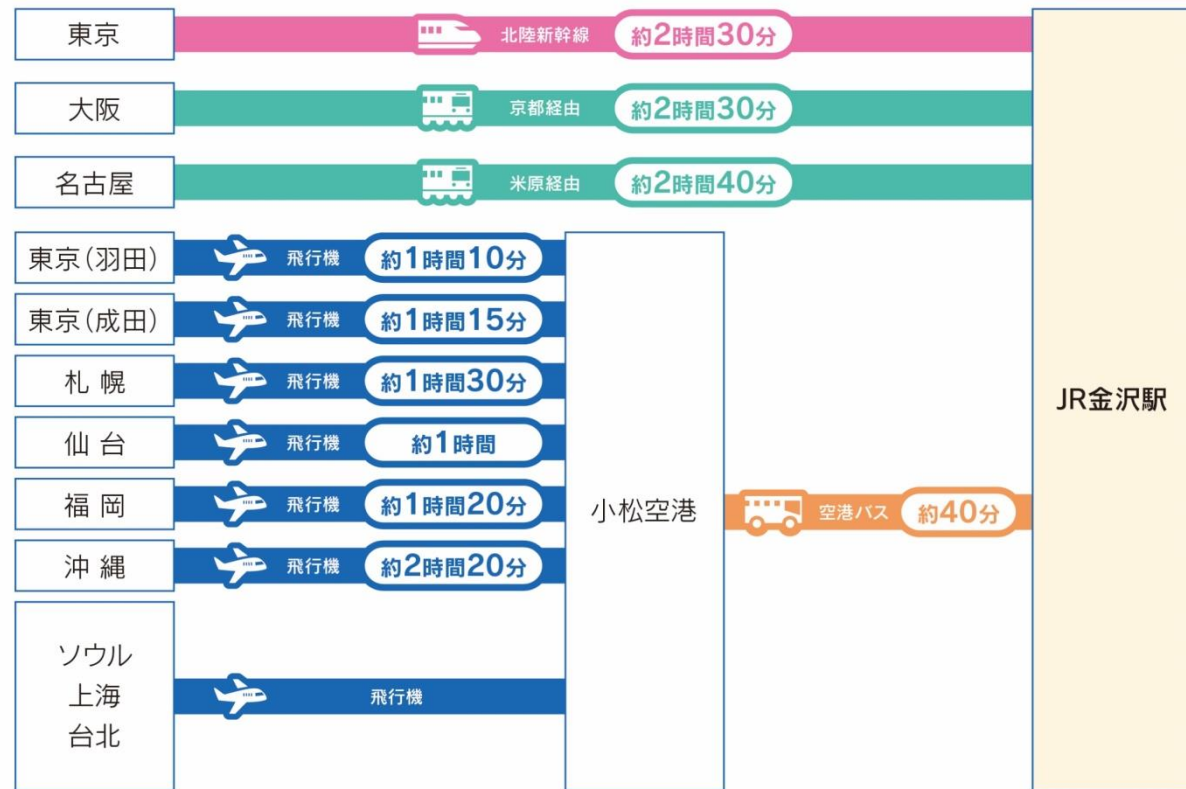 東京 北陸新幹線 約2時間30分
大阪 京都経由 約2時間30分
名古屋 米原経由 約2時間40分
東京(羽田) 飛行機 約1時間10分
東京(成田) 飛行機 約1時間15分
札幌 飛行機 約1時間30分
仙台 飛行機 約1時間
福岡 飛行機 約1時間20分
沖縄 飛行機 約2時間20分
ソウル
上海
台北
飛行機
小松空港
空港バス 約40分
JR金沢駅